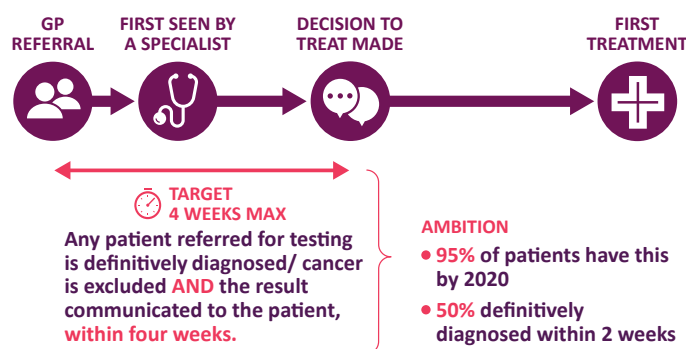 GP
REFERRAL
FIRST SEEN BY
A SPECIALIST
DECISION TO
TREAT MADE
FIRST
TREATMENT
TARGET
4 WEEKS MAX
Any patient referred for testing
is definitively diagnosed/ cancer
is excluded AND the result
communicated to the patient,
within four weeks.
AMBITION
• 95% of patients have this
by 2020
• 50% definitively
diagnosed within 2 weeks